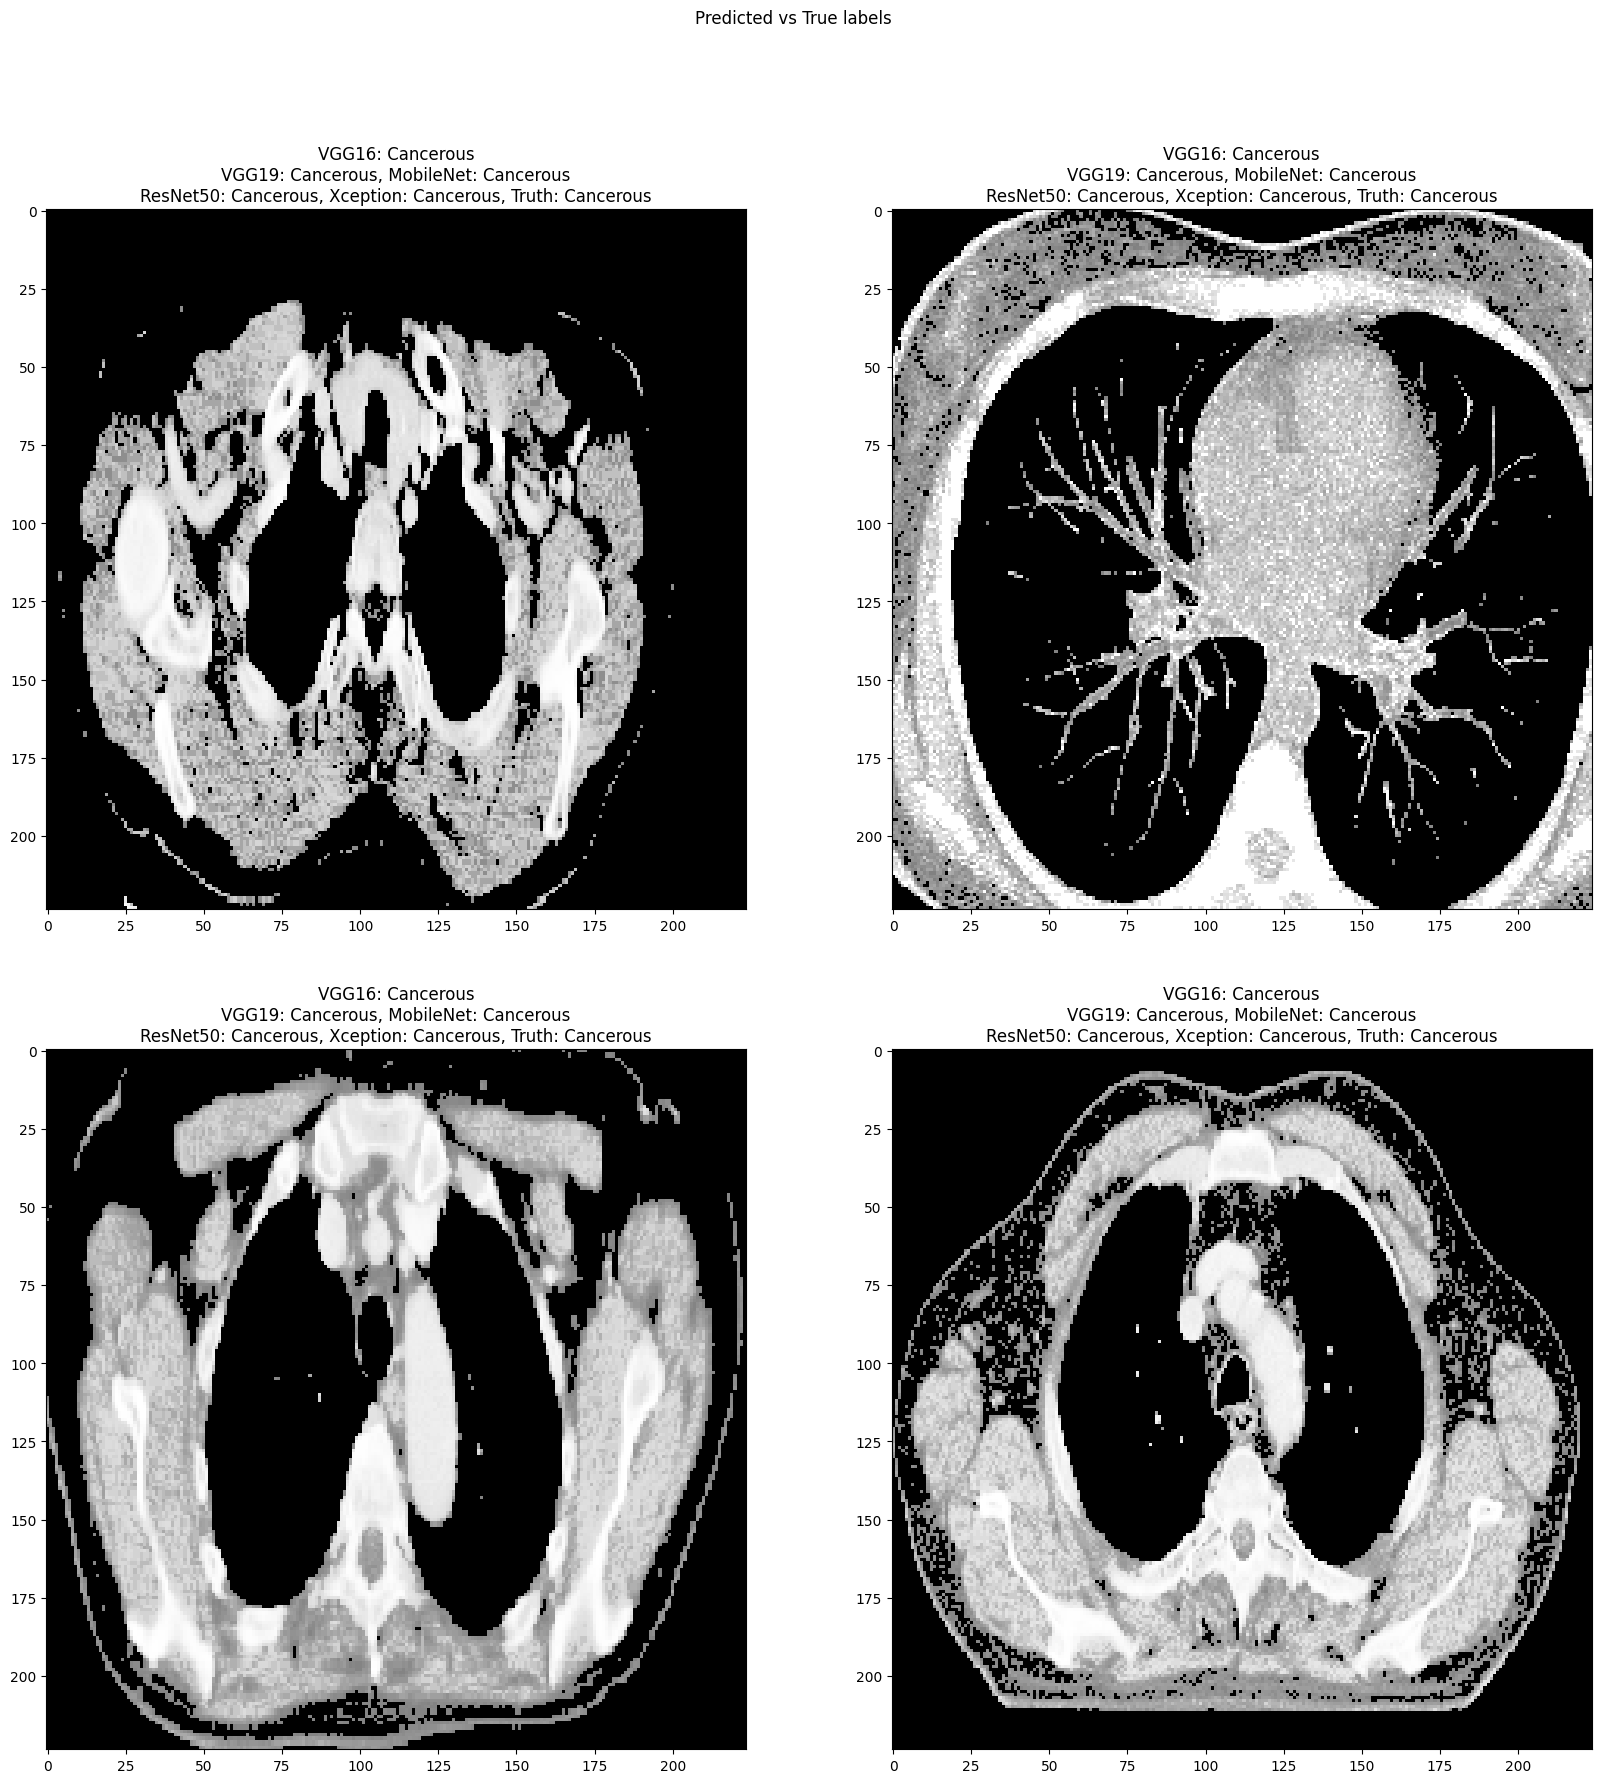 Predicted vs True labels
VGG16: Cancerous
VGG19: Cancerous, MobileNet: Cancerous
ResNet50: Cancerous, Xception: Cancerous, Truth: Cancerous
0
25
50
75
100
125
150
175
200
0 25 50 75 100 125 150 175 200
VGG16: Cancerous
VGG19: Cancerous, MobileNet: Cancerous
ResNet50: Cancerous, Xception: Cancerous, Truth: Cancerous
0
25
50
75
100
125
150
175
200
0 25 50 75 100 125 150 175 200
VGG16: Cancerous
VGG19: Cancerous, MobileNet: Cancerous
ResNet50: Cancerous, Xception: Cancerous, Truth: Cancerous
0
25
50
75
100
125
150
175
200
0 25 50 75 100 125 150 175 200
VGG16: Cancerous
VGG19: Cancerous, MobileNet: Cancerous
ResNet50: Cancerous, Xception: Cancerous, Truth: Cancerous
0
25
50
75
100
125
150
175
200
0 25 50 75 100 125 150 175 200